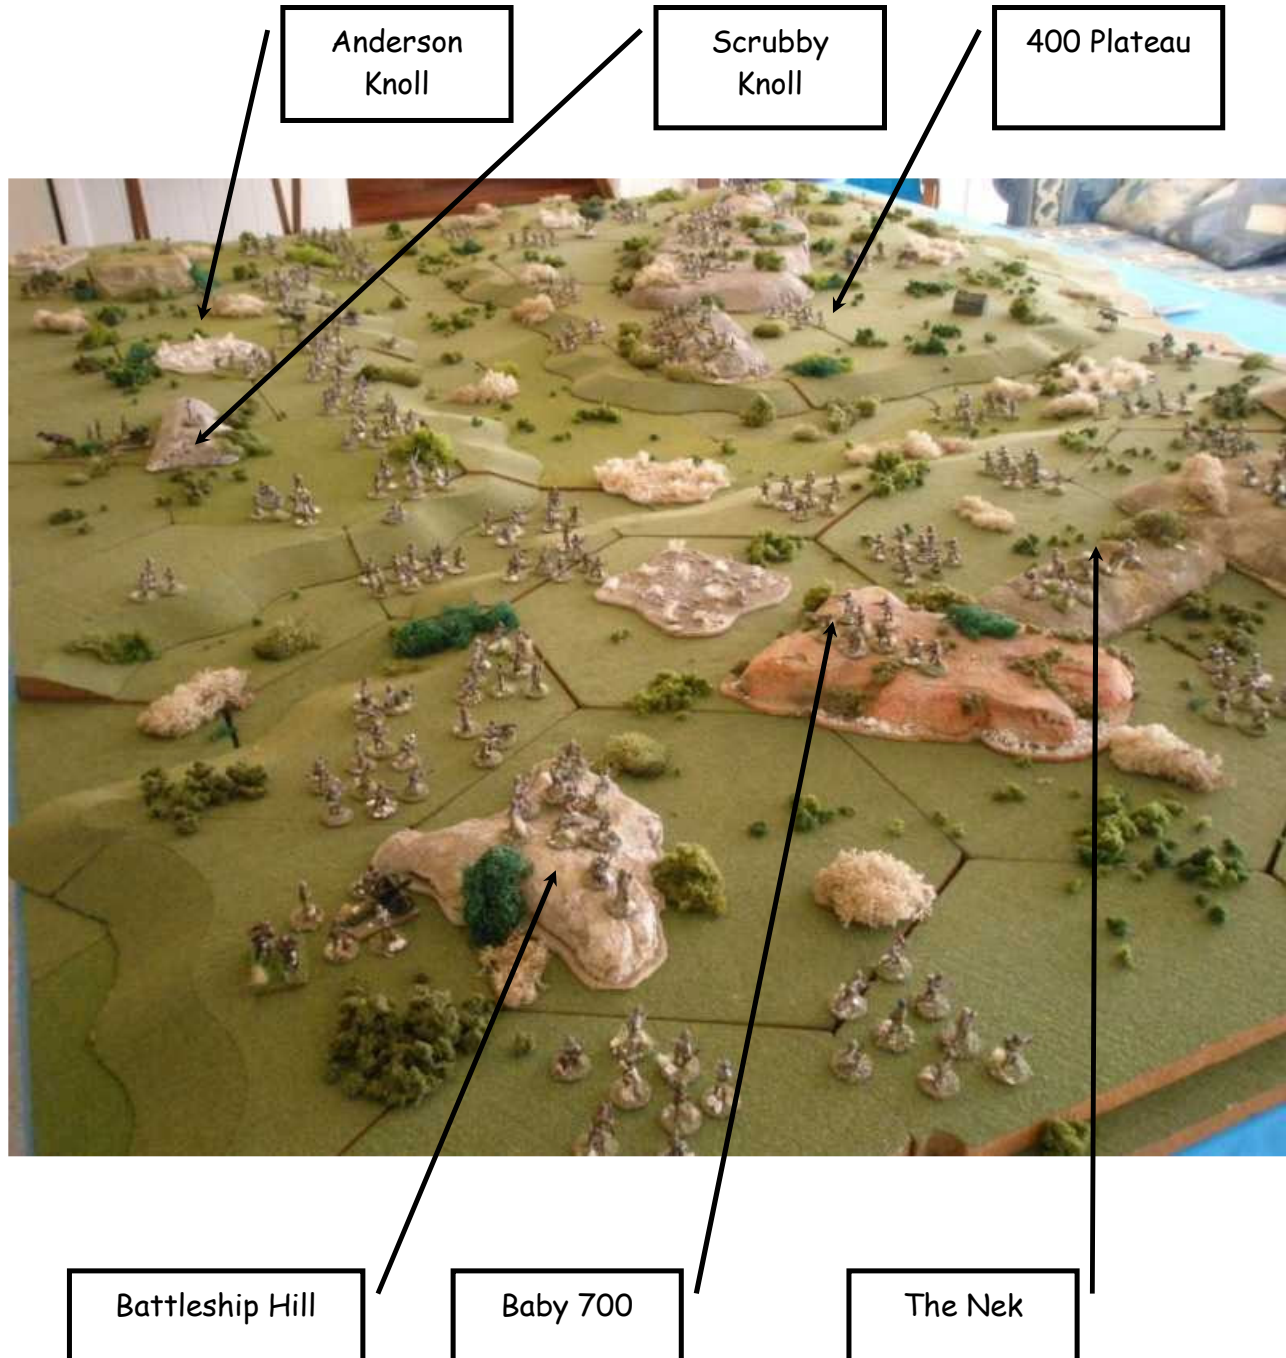 Anderson
Knoll
Scrubby
Knoll
400 Plateau
Battleship Hill
Baby 700
The Nek